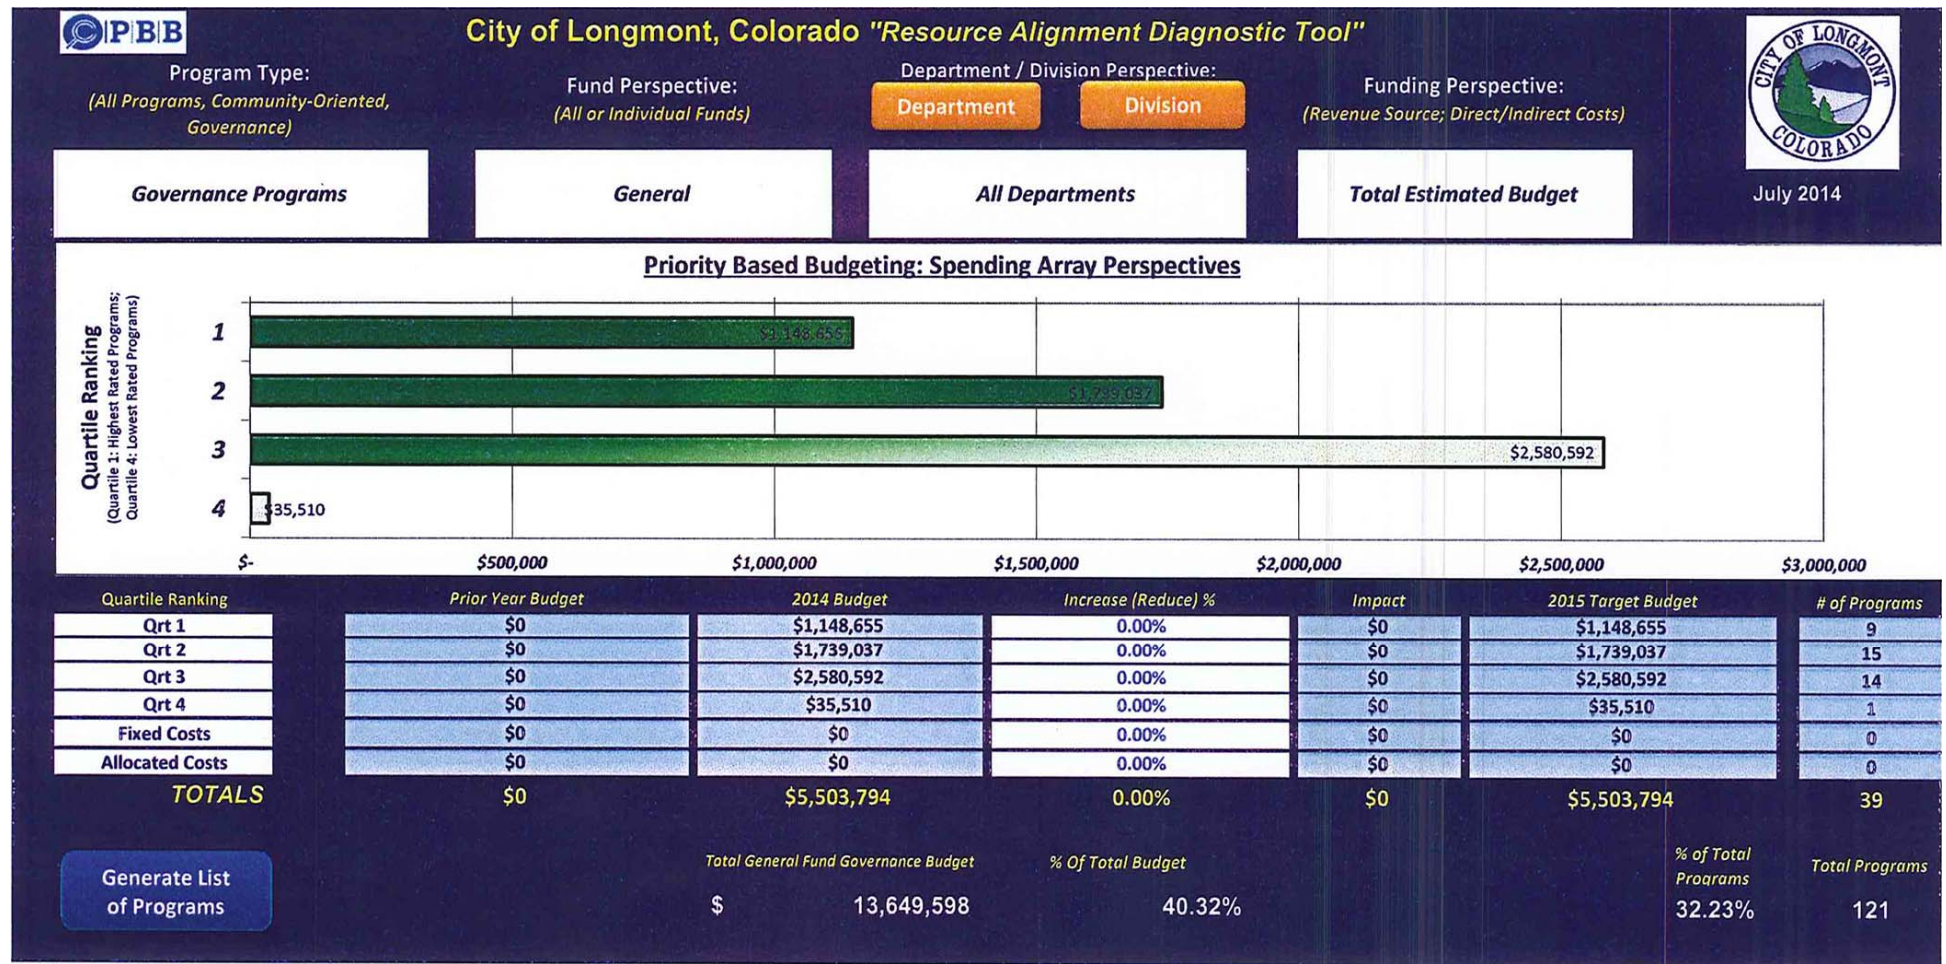 PBB
City of Longmont, Colorado "Resource Alignment Diagnostic Tool"
Program Type:
(All Programs, Community-Oriented,
Governance)
Fund Perspective:
(All or Individual Funds)
Department / Division Perspective:
Department
Division
Funding Perspective:
(Revenue Source; Direct/Indirect Costs)
CITY OF LONGMONT
COLORADO
Governance Programs
General
All Departments
Total Estimated Budget
July 2014
Priority Based Budgeting: Spending Array Perspectives
Quartile Ranking
(Quartile 1: Highest Rated Programs;
Quartile 4: Lowest Rated Programs)
1 $1,148,655
2 $1,739,037
3 $2,580,592
4 $35,510
$- $500,000 $1,000,000 $1,500,000 $2,000,000 $2,500,000 $3,000,000
Quartile Ranking Prior Year Budget 2014 Budget Increase (Reduce) % Impact 2015 Target Budget # of Programs
Qrt 1 $0 $1,148,655 0.00% $0 $1,148,655 9
Qrt 2 $0 $1,739,037 0.00% $0 $1,739,037 15
Qrt 3 $0 $2,580,592 0.00% $0 $2,580,592 14
Qrt 4 $0 $35,510 0.00% $0 $35,510 1
Fixed Costs $0 $0 0.00% $0 $0 0
Allocated Costs $0 $0 0.00% $0 $0 0
TOTALS $0 $5,503,794 0.00% $0 $5,503,794 39
Generate List
of Programs
Total General Fund Governance Budget
$ 13,649,598
% Of Total Budget
40.32%
% of Total
Programs
32.23%
Total Programs
121